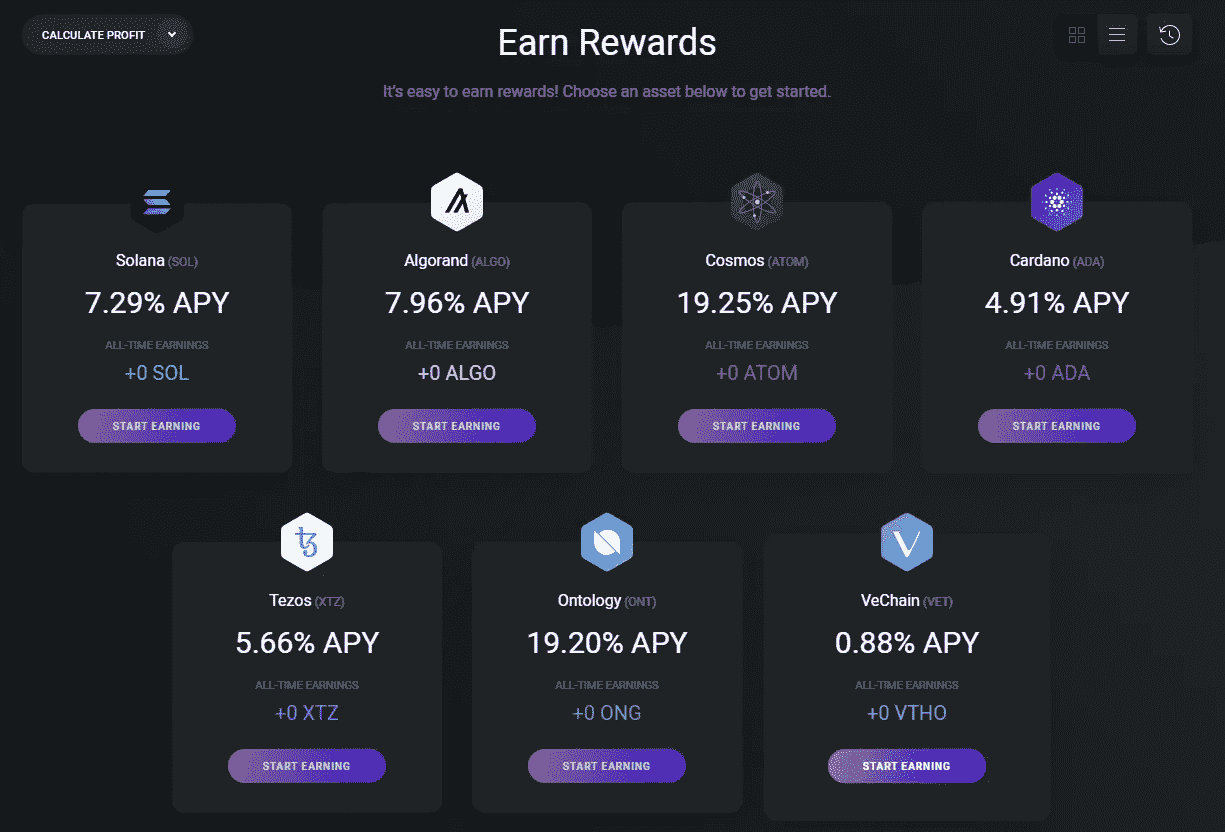 CALCULATE PROFIT
Earn Rewards
It's easy to earn rewards! Choose an asset below to get started.
Solana (SOL)
7.29% APY
ALL-TIME EARNINGS
+0 SOL
START EARNING
Algorand (ALGO)
7.96% APY
ALL-TIME EARNINGS
+0 ALGO
START EARNING
Cosmos (ATOM)
19.25% APY
ALL-TIME EARNINGS
+0 ATOM
START EARNING
Cardano (ADA)
4.91% APY
ALL-TIME EARNINGS
+0 ADA
START EARNING
Tezos (XTZ)
5.66% APY
ALL-TIME EARNINGS
+0 XTZ
START EARNING
Ontology (ONT)
19.20% APY
ALL-TIME EARNINGS
+0 ONG
START EARNING
VeChain (VET)
0.88% APY
ALL-TIME EARNINGS
+0 VTHO
START EARNING